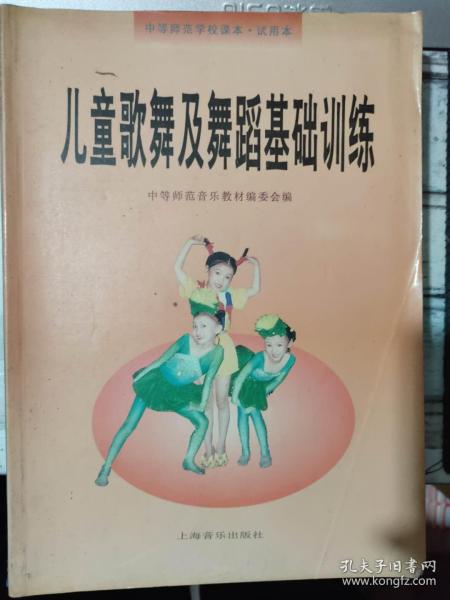 中等师范学校课本·试用本
儿童歌舞及舞蹈基础训练
中等师范音乐教材编委会编
上海音乐出版社
孔夫子旧书网
kongfz.com